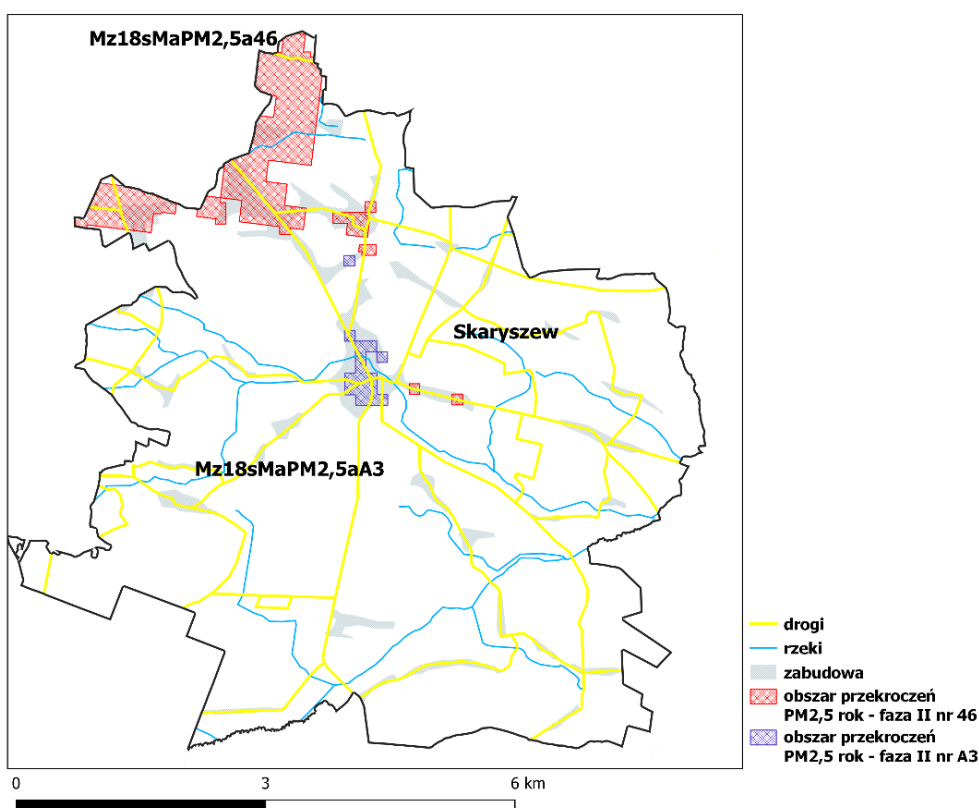 Mz18sMaPM2,5a46
Skaryszew
Mz18sMaPM2,5aA3
drogi
rzeki
zabudowa
obszar przekroczeń
PM2,5 rok - faza II nr 46
obszar przekroczeń
PM2,5 rok - faza II nr A3
0 3 6 km